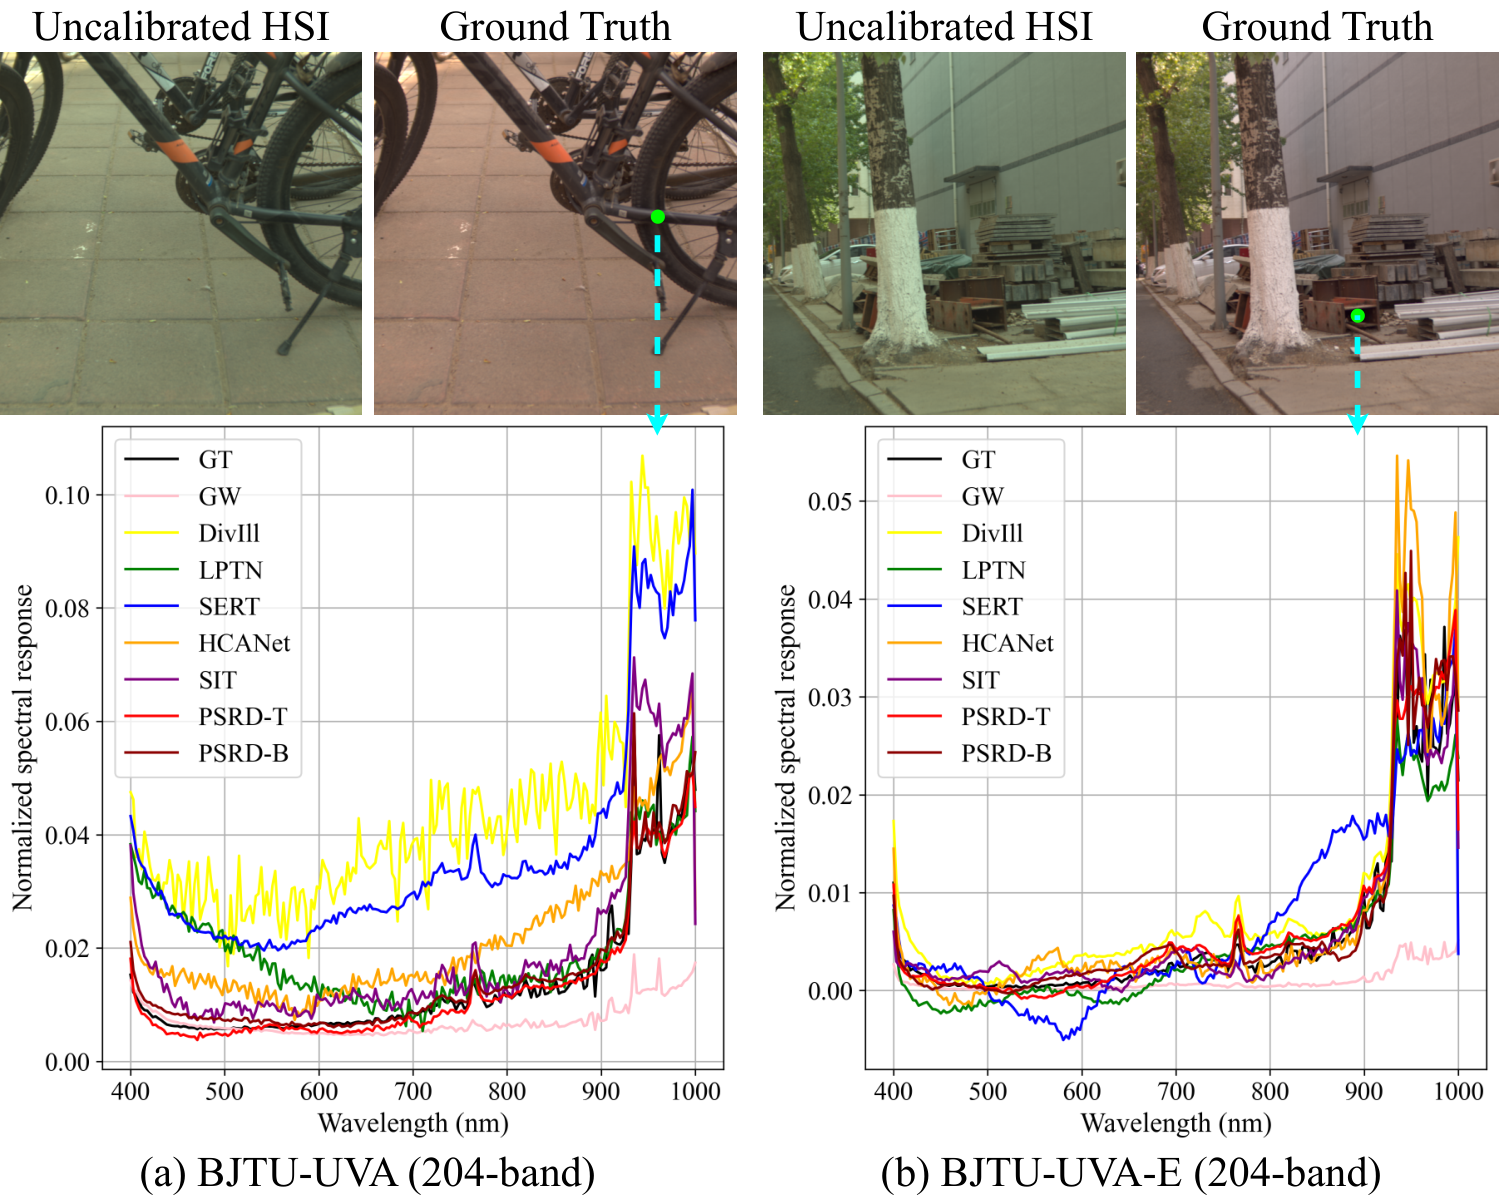 Uncalibrated HSI
Ground Truth
Uncalibrated HSI
Ground Truth
Normalized spectral response
0.10
0.08
0.06
0.04
0.02
0.00
GT
GW
DivIll
LPTN
SERT
HCANet
SIT
PSRD-T
PSRD-B
400 500 600 700 800 900 1000
Wavelength (nm)
(a) BJTU-UVA (204-band)
Normalized spectral response
0.05
0.04
0.03
0.02
0.01
0.00
GT
GW
DivIll
LPTN
SERT
HCANet
SIT
PSRD-T
PSRD-B
400 500 600 700 800 900 1000
Wavelength (nm)
(b) BJTU-UVA-E (204-band)